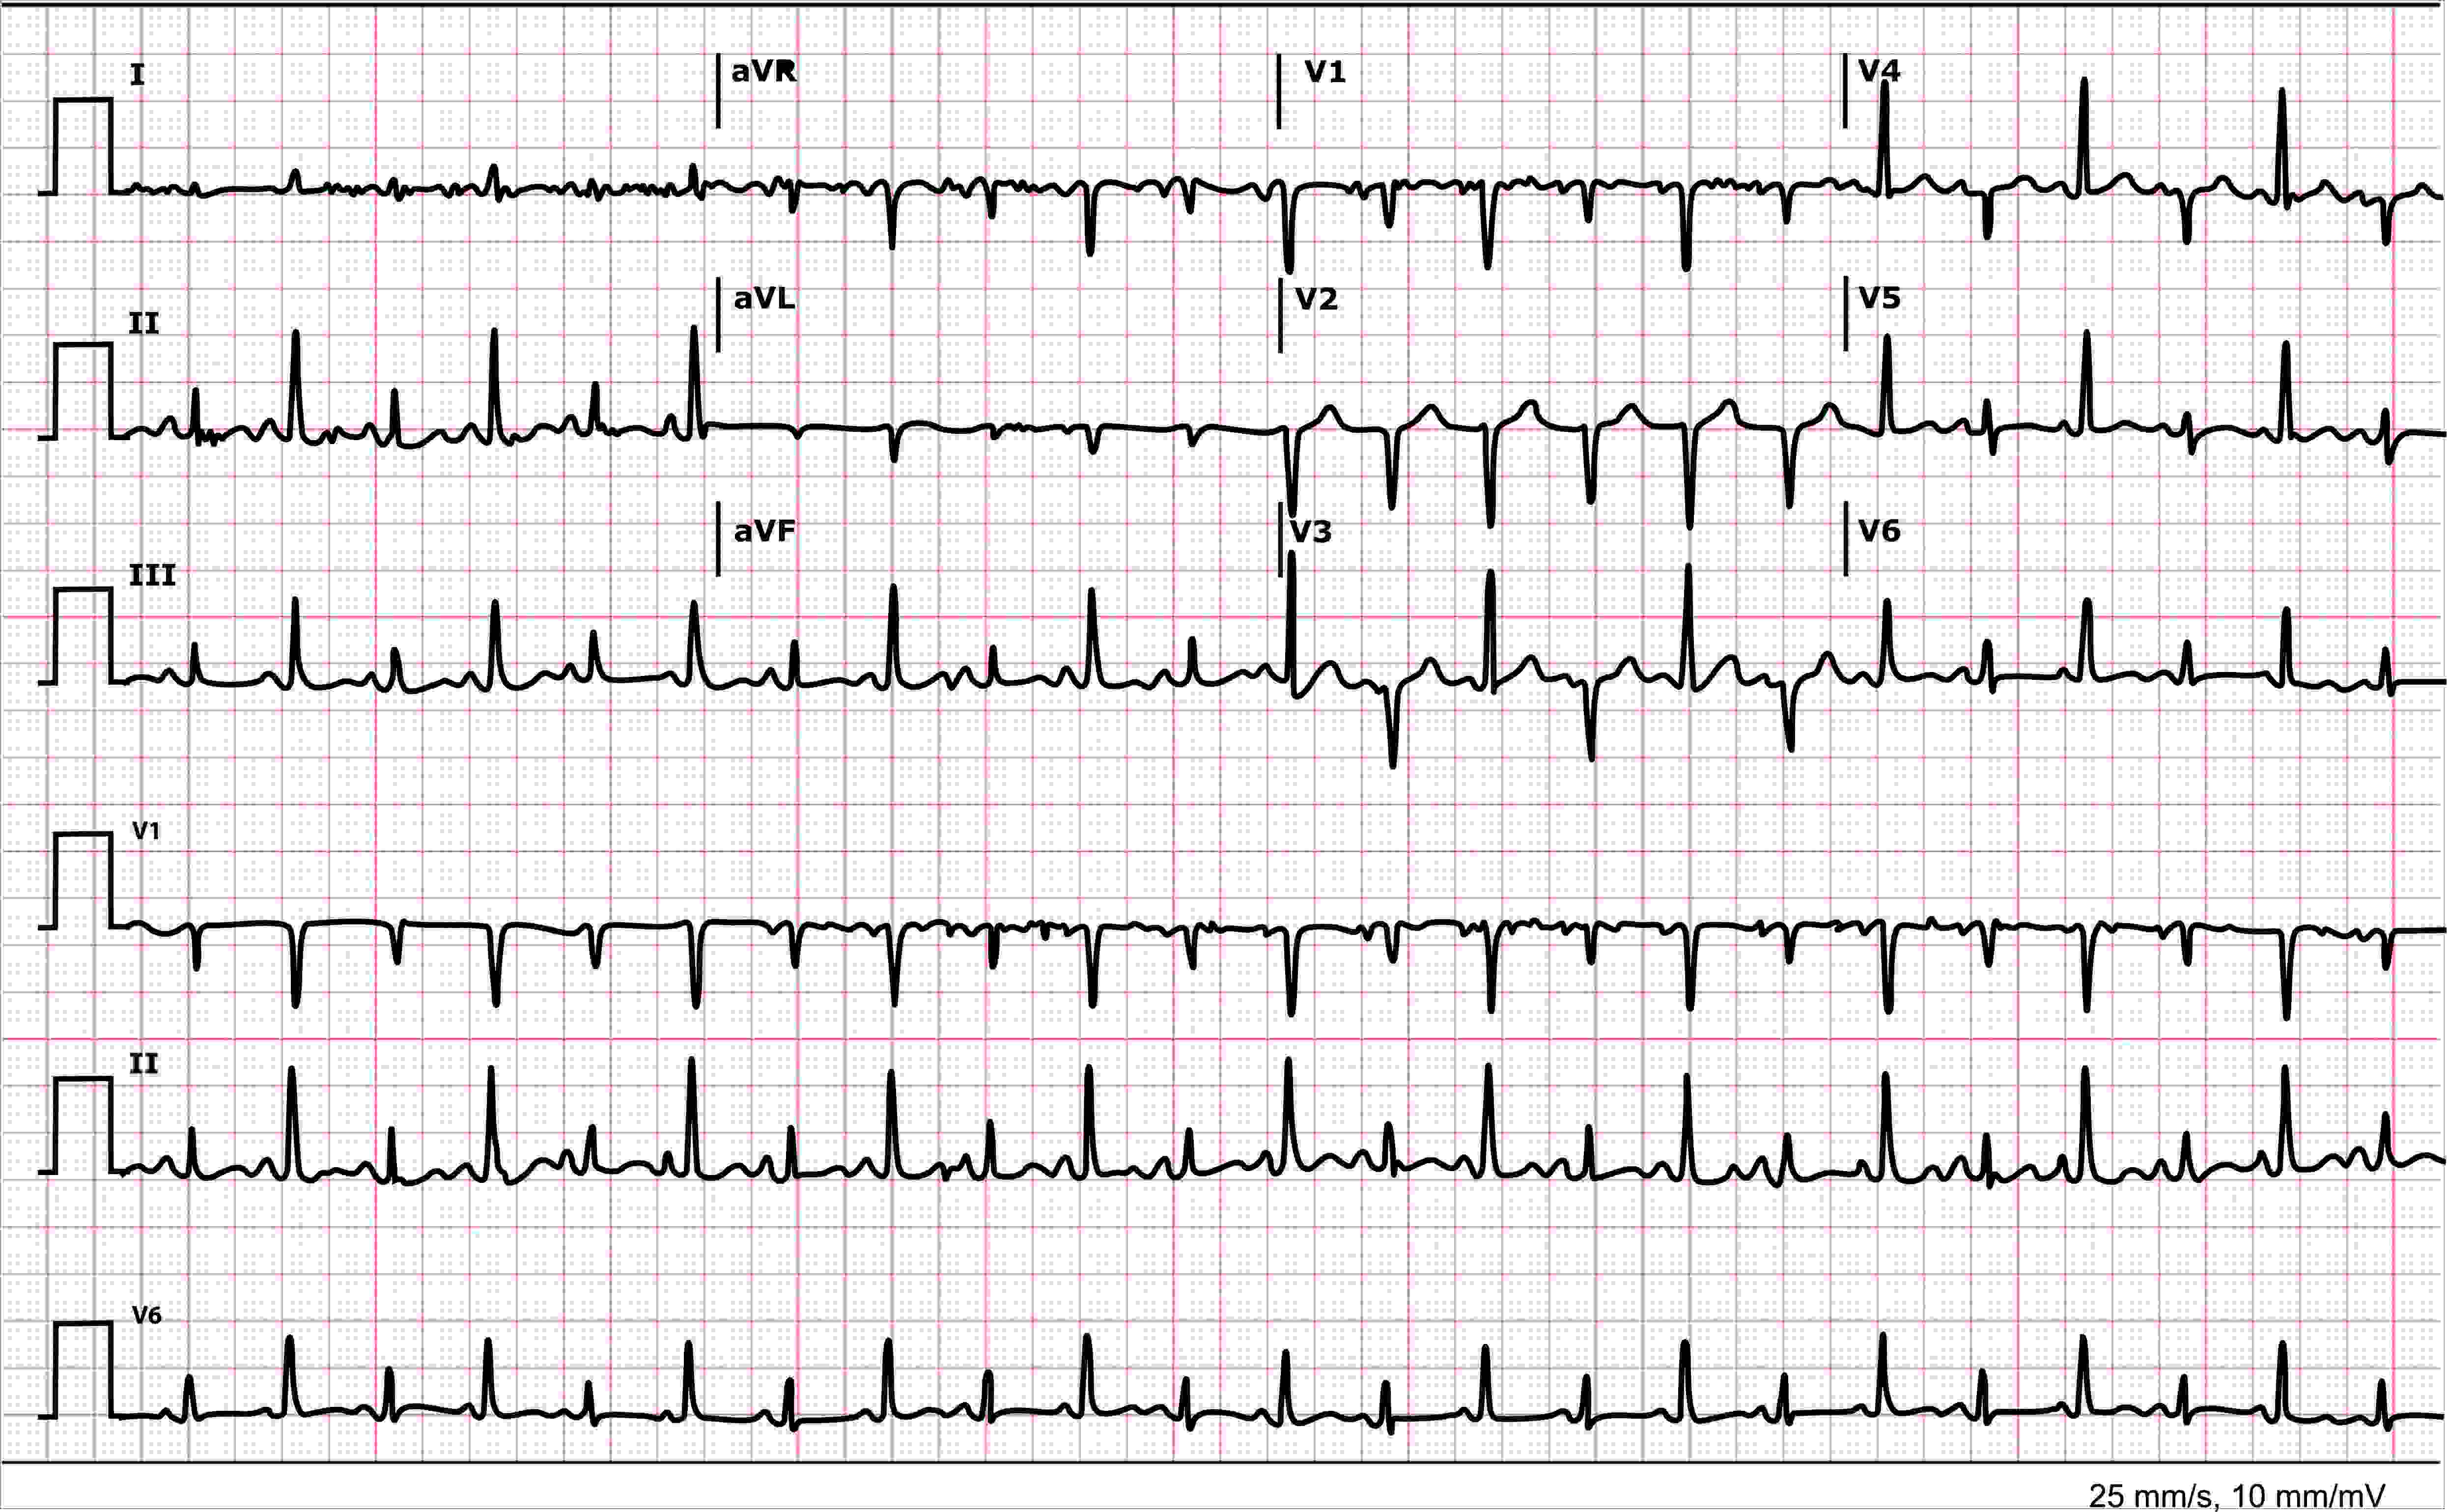 I aVR V1 V4
II aVL V2 V5
III aVF V3 V6
V1
II
V6
25 mm/s, 10 mm/mV